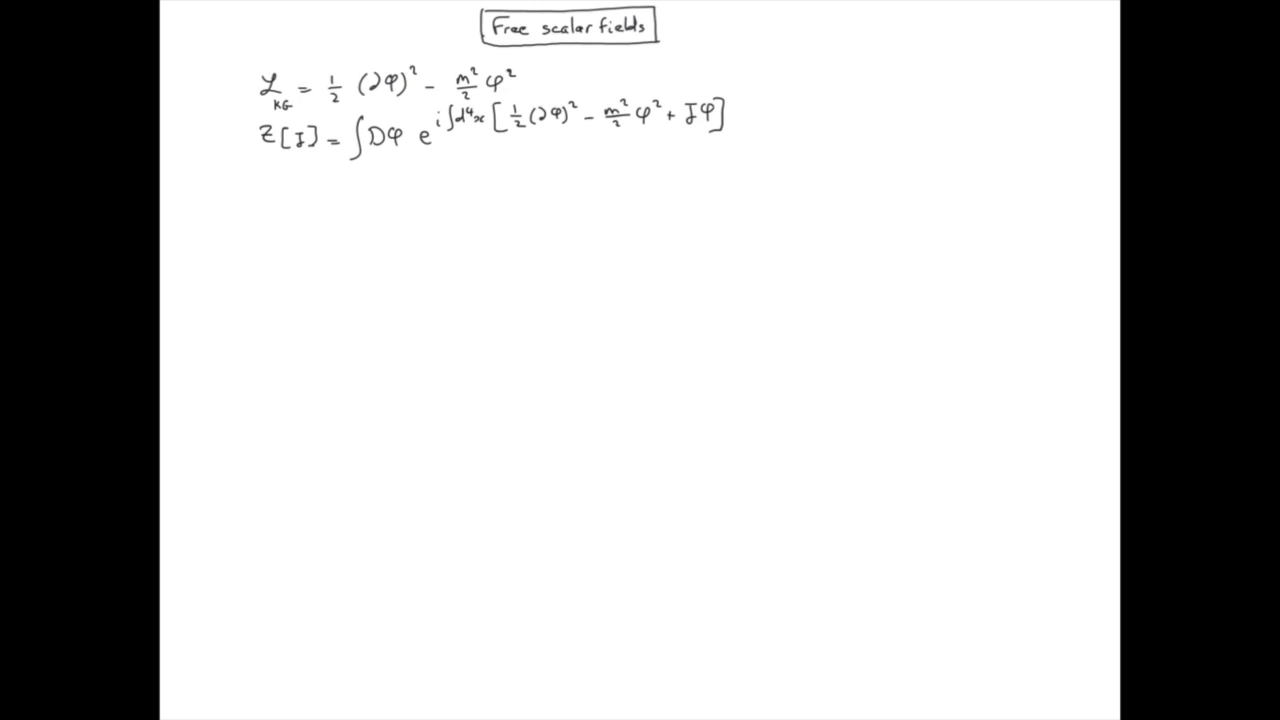 Free scalar fields
ℒ_KG = 1/2 (∂φ)² - m²/2 φ²
Z[J] = ∫Dφ e^{i∫d⁴x [1/2 (∂φ)² - m²/2 φ² + Jφ]}